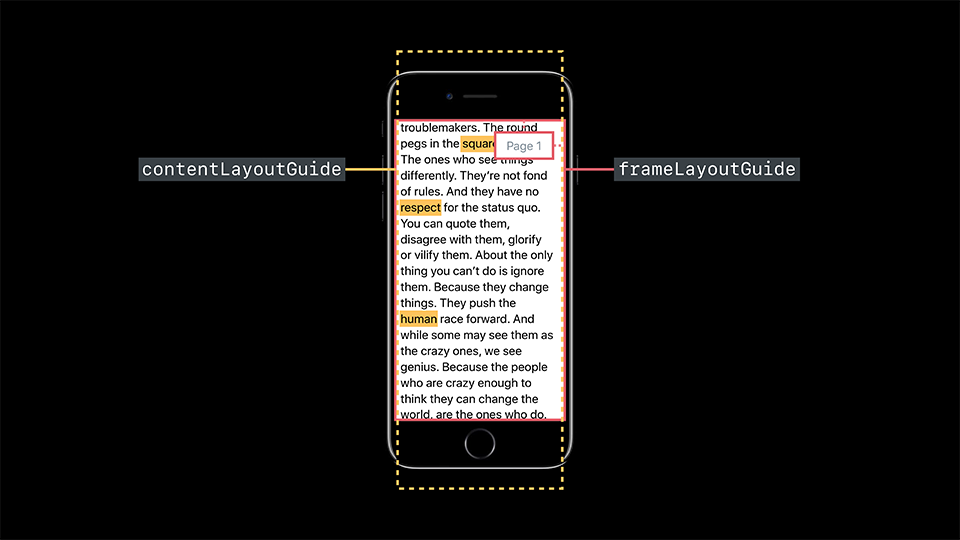 troublemakers. The round
pegs in the squar
Page 1
The ones who see things
differently. They're not fond
of rules. And they have no
respect for the status quo.
You can quote them,
disagree with them, glorify
or vilify them. About the only
thing you can't do is ignore
them. Because they change
things. They push the
human race forward. And
while some may see them as
the crazy ones, we see
genius. Because the people
who are crazy enough to
think they can change the
world, are the ones who do.
contentLayoutGuide
frameLayoutGuide